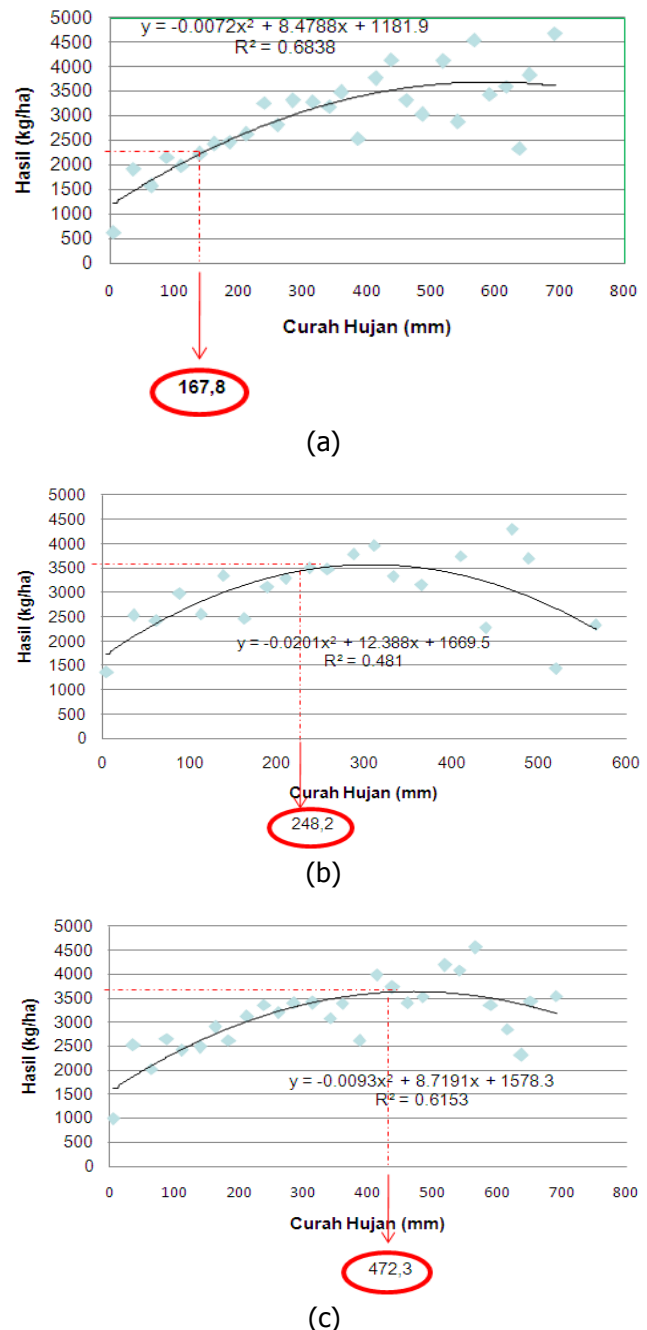 y = -0.0072x² + 8.4788x + 1181.9
R² = 0.6838
5000
4500
4000
3500
3000
2500
2000
1500
1000
500
0
Hasil (kg/ha)
0 100 200 300 400 500 600 700 800
Curah Hujan (mm)
167,8
(a)
5000
4500
4000
3500
3000
2500
2000
1500
1000
500
0
Hasil (kg/ha)
y = -0.0201x² + 12.388x + 1669.5
R² = 0.481
0 100 200 300 400 500 600
Curah Hujan (mm)
248,2
(b)
5000
4500
4000
3500
3000
2500
2000
1500
1000
500
0
Hasil (kg/ha)
y = -0.0093x² + 8.7191x + 1578.3
R² = 0.6153
0 100 200 300 400 500 600 700 800
Curah Hujan (mm)
472,3
(c)